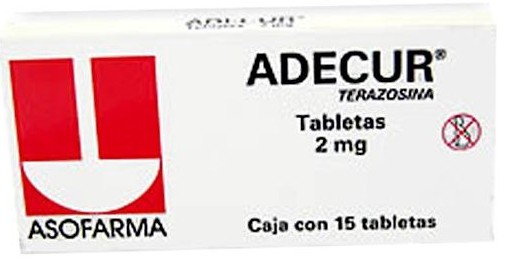 ADECUR®
TERAZOSINA
Tabletas
2 mg
Caja con 15 tabletas
ASOFARMA